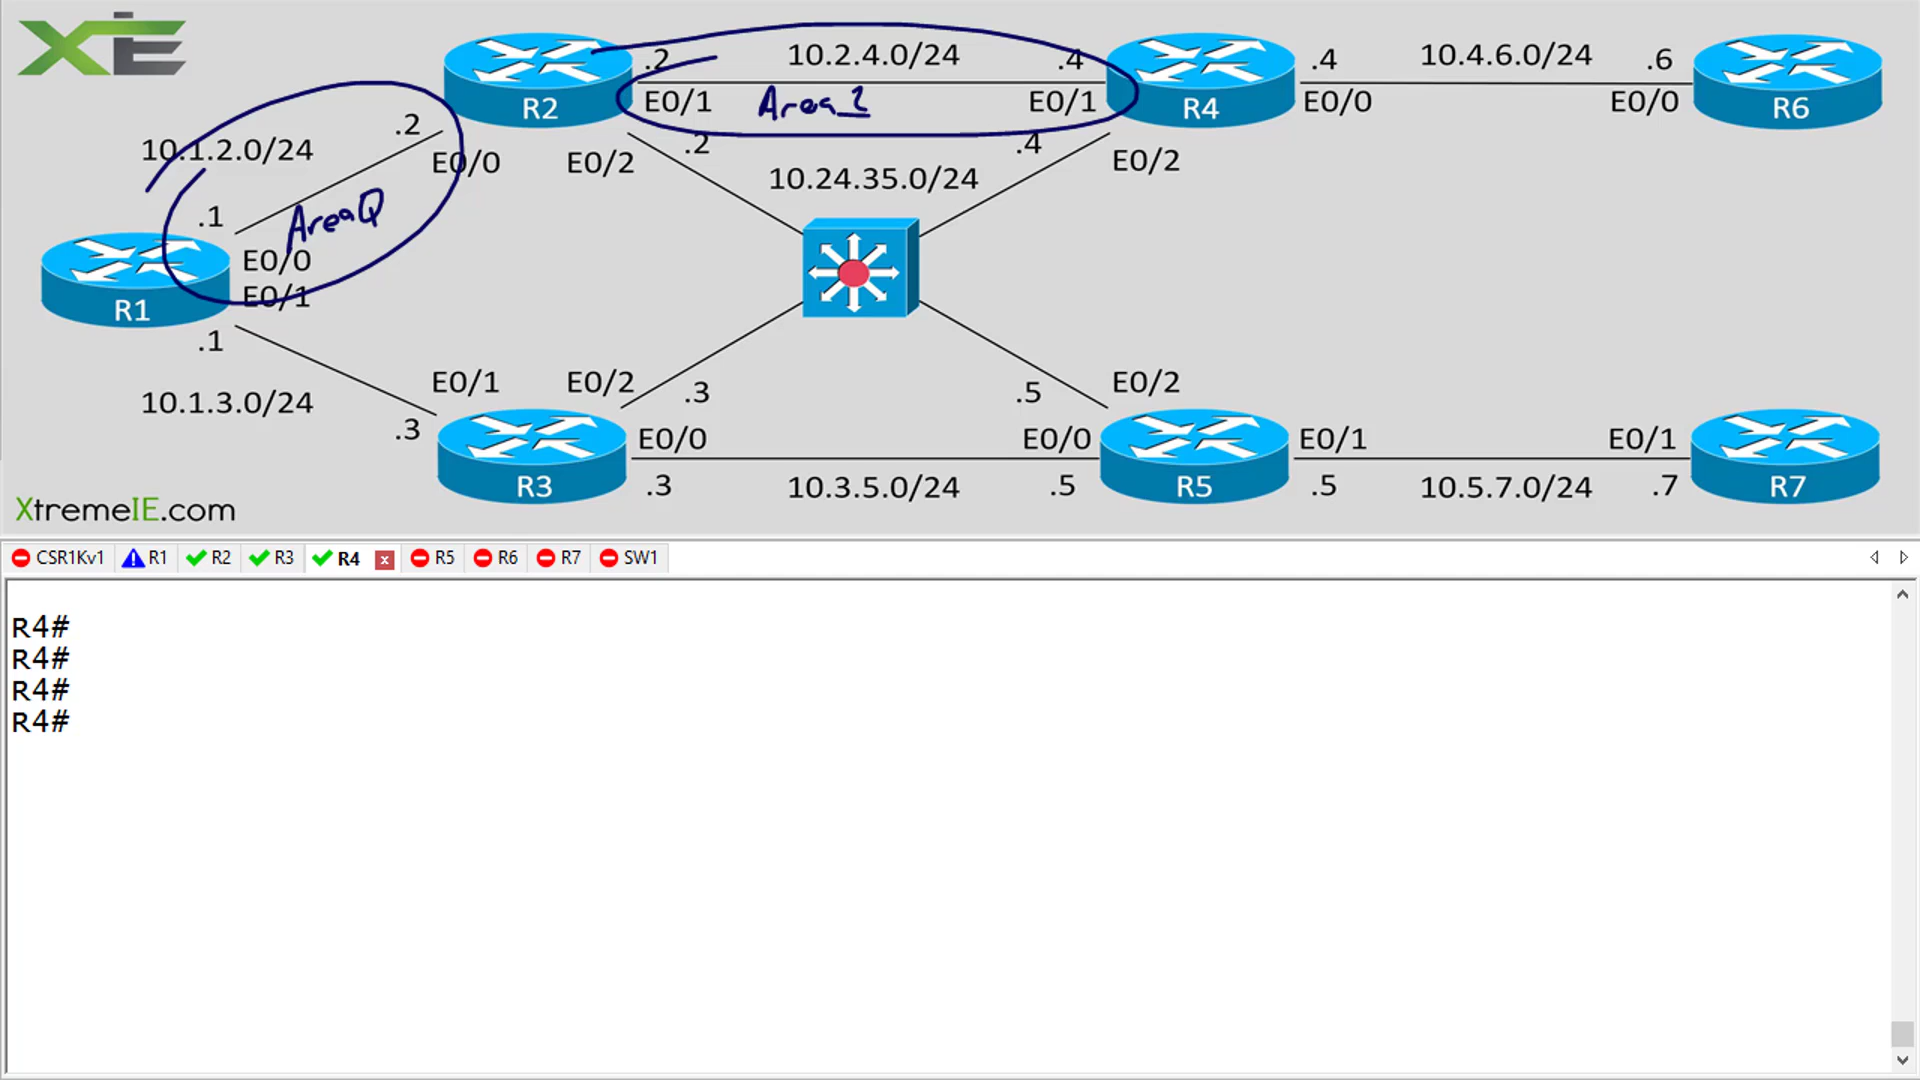 XIE
.2 10.2.4.0/24 .4
.4 10.4.6.0/24 .6
R2 E0/1 Area 2 E0/1 R4 E0/0 E0/0 R6
10.1.2.0/24 .2
E0/0 E0/2 .2 .4 E0/2
10.24.35.0/24
.1 Area 0
E0/0
R1 E0/1
.1
10.1.3.0/24
E0/1 E0/2 .3 .5 E0/2
.3 E0/0 E0/0 E0/1 E0/1
R3 .3 10.3.5.0/24 .5 R5 .5 10.5.7.0/24 .7 R7
XtremeIE.com
CSR1Kv1 R1 R2 R3 R4 x R5 R6 R7 SW1
R4#
R4#
R4#
R4#